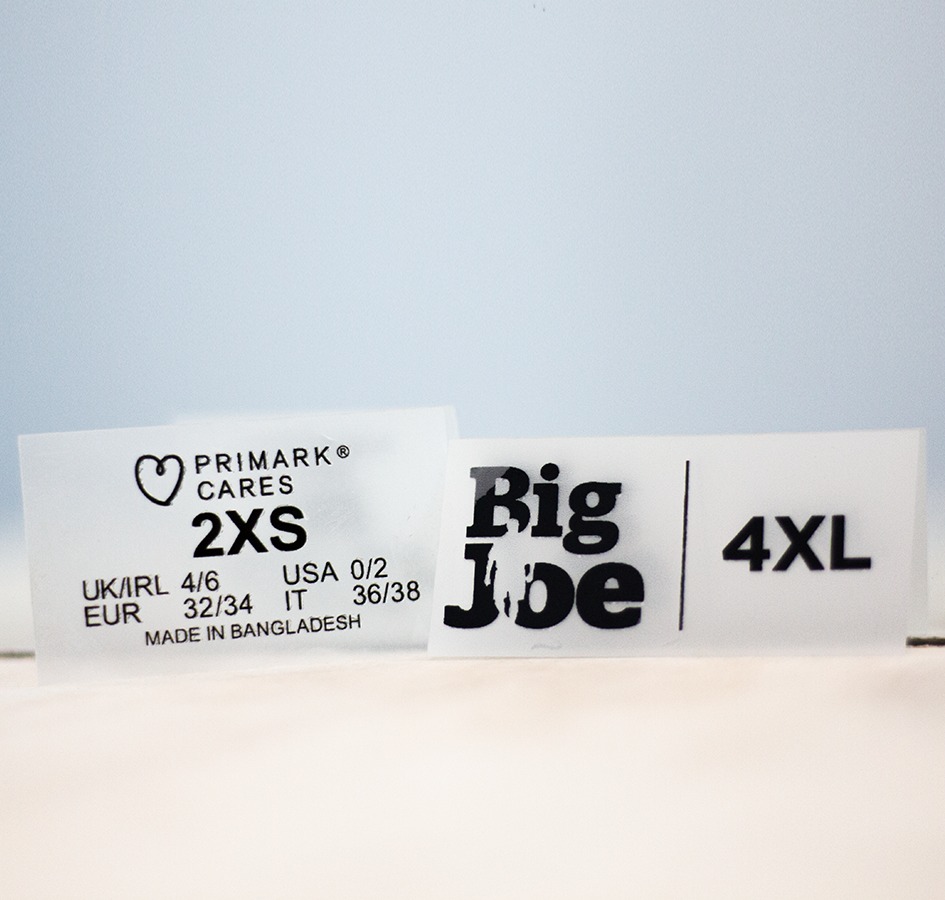 PRIMARK®
CARES
2XS
UK/IRL 4/6 USA 0/2
EUR 32/34 IT 36/38
MADE IN BANGLADESH
Big
Joe
4XL